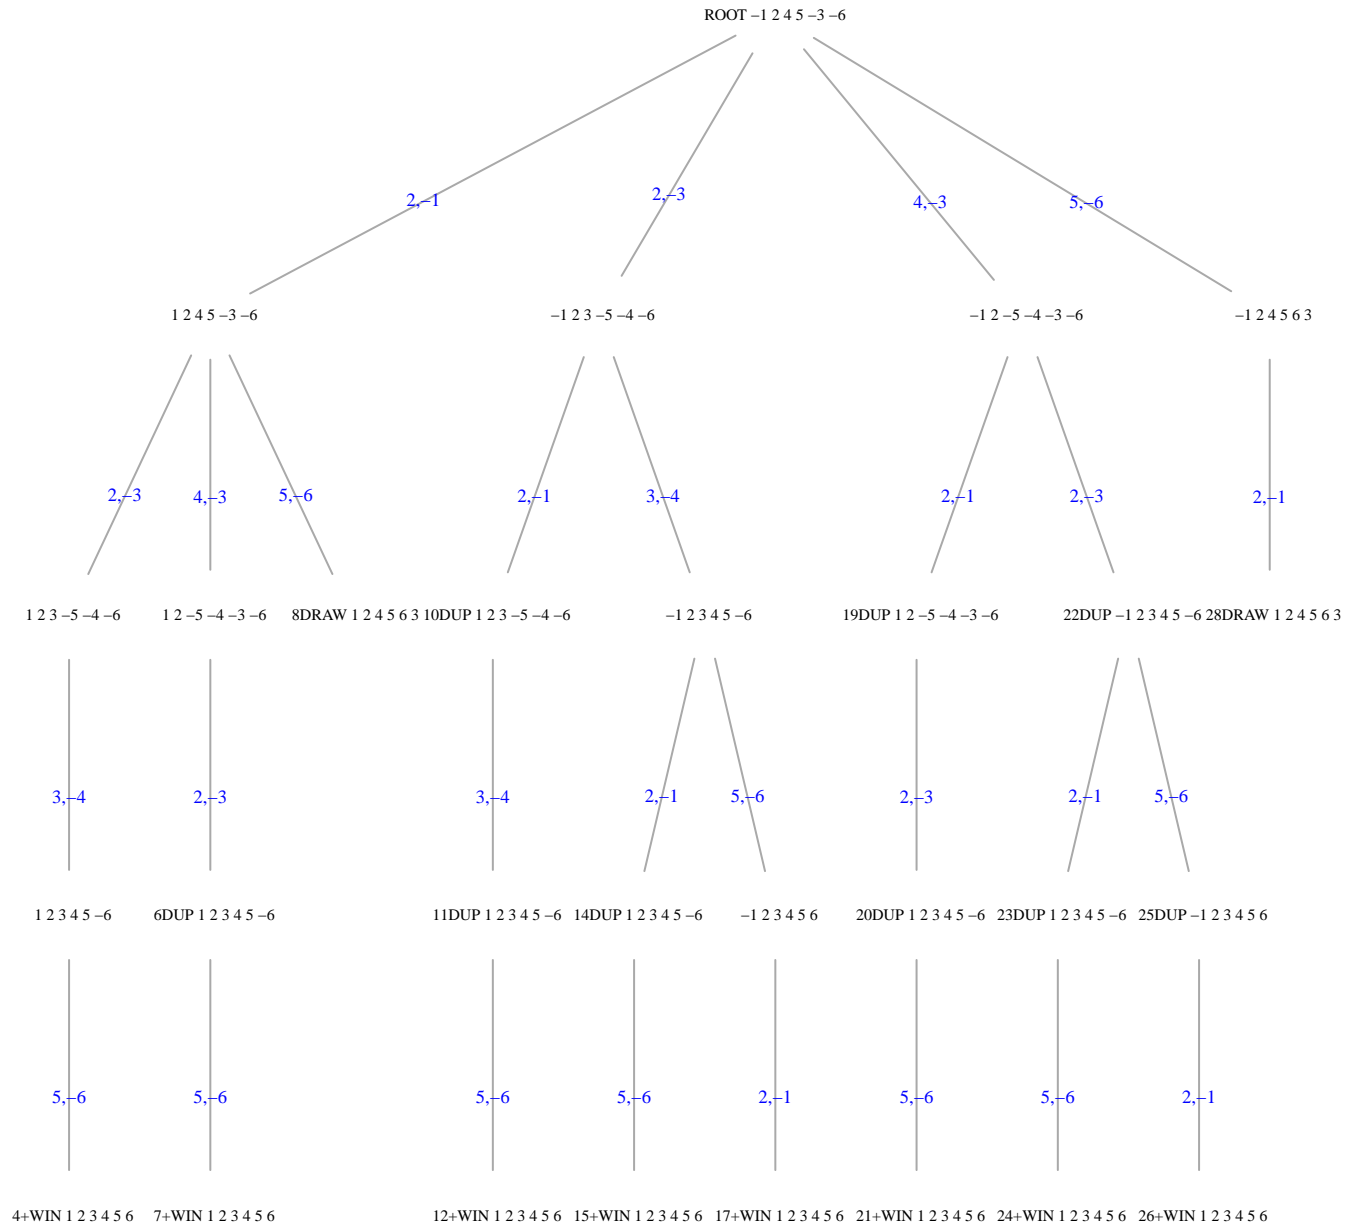 ROOT −1 2 4 5 −3 −6
2,−1 2,−3 4,−3 5,−6
1 2 4 5 −3 −6 −1 2 3 −5 −4 −6 −1 2 −5 −4 −3 −6 −1 2 4 5 6 3
2,−3 4,−3 5,−6 2,−1 3,−4 2,−1 2,−3 2,−1
1 2 3 −5 −4 −6 1 2 −5 −4 −3 −6 8DRAW 1 2 4 5 6 3 10DUP 1 2 3 −5 −4 −6 −1 2 3 4 5 −6 19DUP 1 2 −5 −4 −3 −6 22DUP −1 2 3 4 5 −6 28DRAW 1 2 4 5 6 3
3,−4 2,−3 3,−4 2,−1 5,−6 2,−3 2,−1 5,−6
1 2 3 4 5 −6 6DUP 1 2 3 4 5 −6 11DUP 1 2 3 4 5 −6 14DUP 1 2 3 4 5 −6 −1 2 3 4 5 6 20DUP 1 2 3 4 5 −6 23DUP 1 2 3 4 5 −6 25DUP −1 2 3 4 5 6
5,−6 5,−6 5,−6 5,−6 2,−1 5,−6 5,−6 2,−1
4+WIN 1 2 3 4 5 6 7+WIN 1 2 3 4 5 6 12+WIN 1 2 3 4 5 6 15+WIN 1 2 3 4 5 6 17+WIN 1 2 3 4 5 6 21+WIN 1 2 3 4 5 6 24+WIN 1 2 3 4 5 6 26+WIN 1 2 3 4 5 6